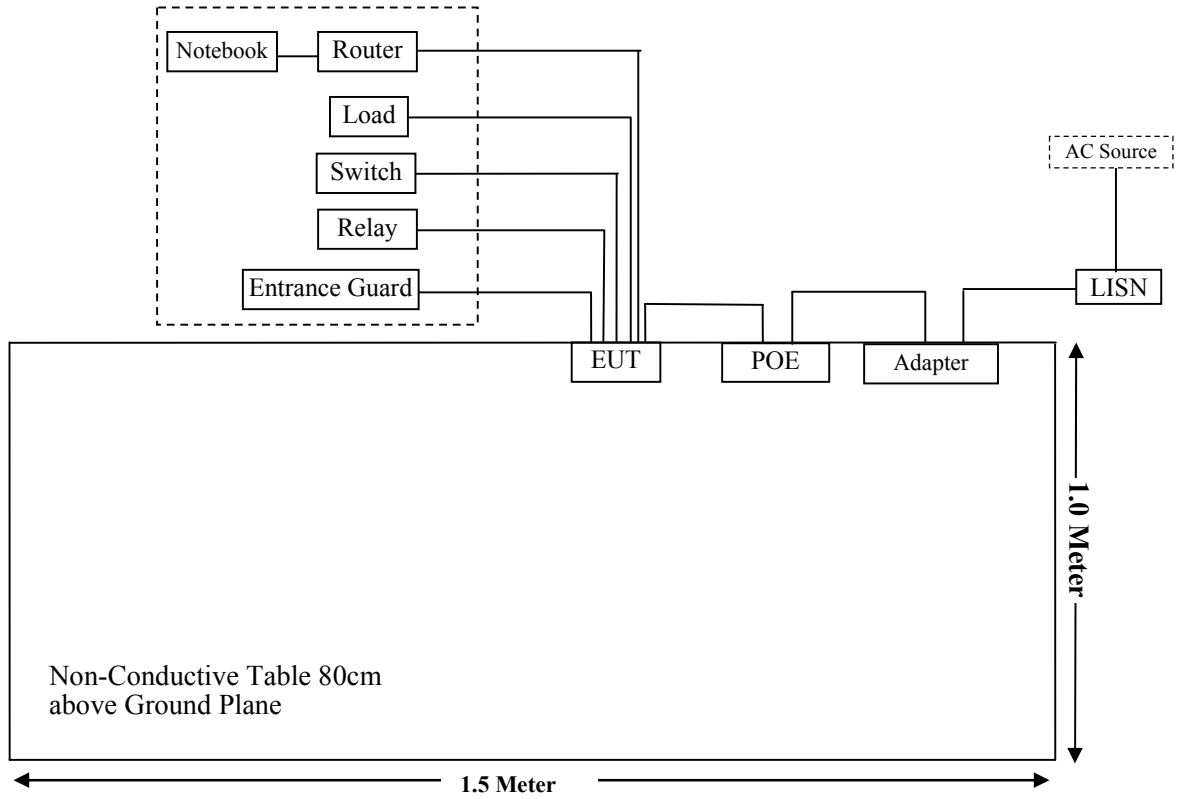 Notebook
Router
Load
AC Source
Switch
Relay
Entrance Guard
LISN
EUT
POE
Adapter
1.0 Meter
Non-Conductive Table 80cm
above Ground Plane
1.5 Meter